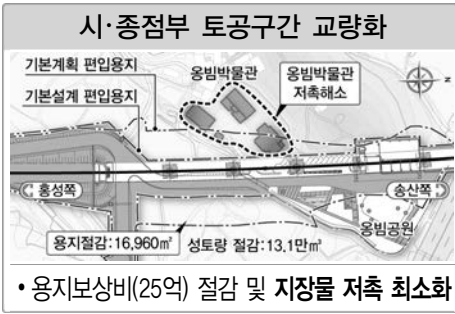 시·종점부 토공구간 교량화
기본계획 편입용지
기본설계 편입용지
옹빔박물관
옹빔박물관
저촉해소
N
홍성쪽
송산쪽
옹빔공원
용지절감:16,960㎡
성토량 절감:13.1만㎥
• 용지보상비(25억) 절감 및 지장물 저촉 최소화